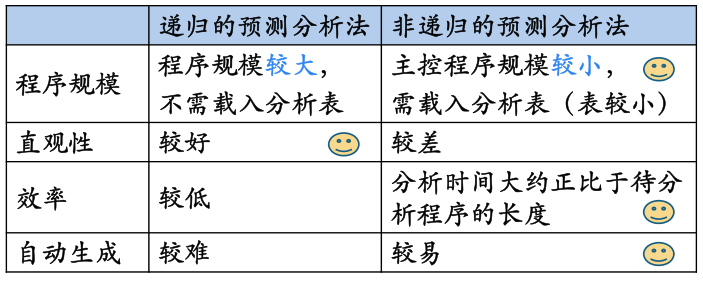 递归的预测分析法 非递归的预测分析法
程序规模 程序规模较大， 主控程序规模较小，
不需载入分析表 需载入分析表（表较小）
直观性 较好 较差
效率 较低 分析时间大约正比于待分
析程序的长度
自动生成 较难 较易